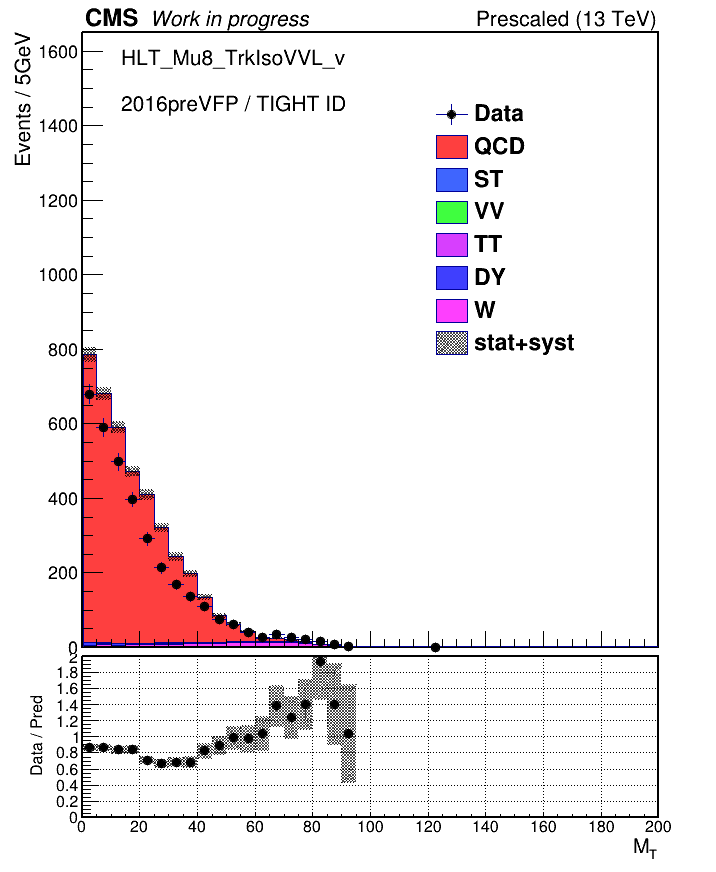 CMS Work in progress Prescaled (13 TeV)
Events / 5GeV
1600
1400
1200
1000
800
600
400
200
0
HLT_Mu8_TrkIsoVVL_v
2016preVFP / TIGHT ID
Data
QCD
ST
VV
TT
DY
W
stat+syst
Data / Pred
2
1.8
1.6
1.4
1.2
1
0.8
0.6
0.4
0.2
0
0 20 40 60 80 100 120 140 160 180 200
M_T